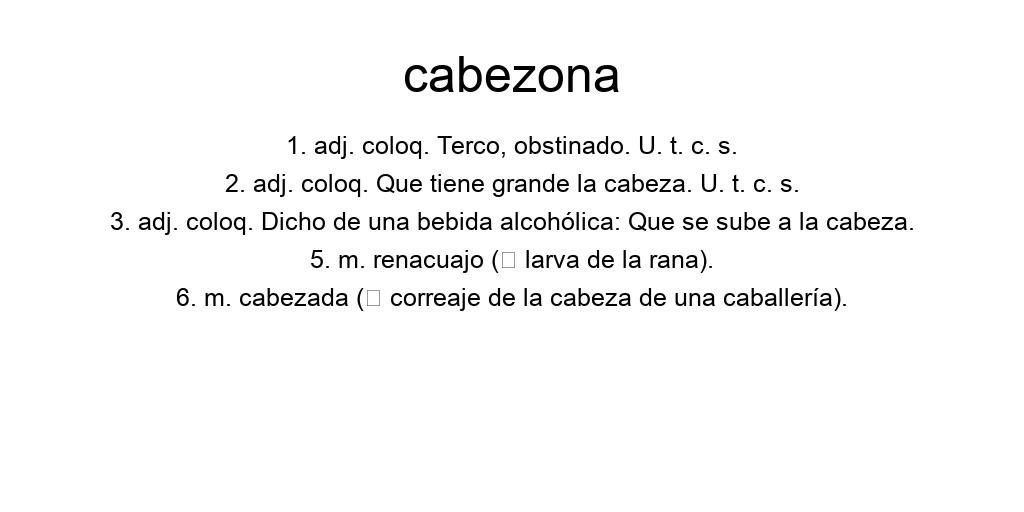 cabezona
1. adj. coloq. Terco, obstinado. U. t. c. s.
2. adj. coloq. Que tiene grande la cabeza. U. t. c. s.
3. adj. coloq. Dicho de una bebida alcohólica: Que se sube a la cabeza.
5. m. renacuajo (□ larva de la rana).
6. m. cabezada (□ correaje de la cabeza de una caballería).